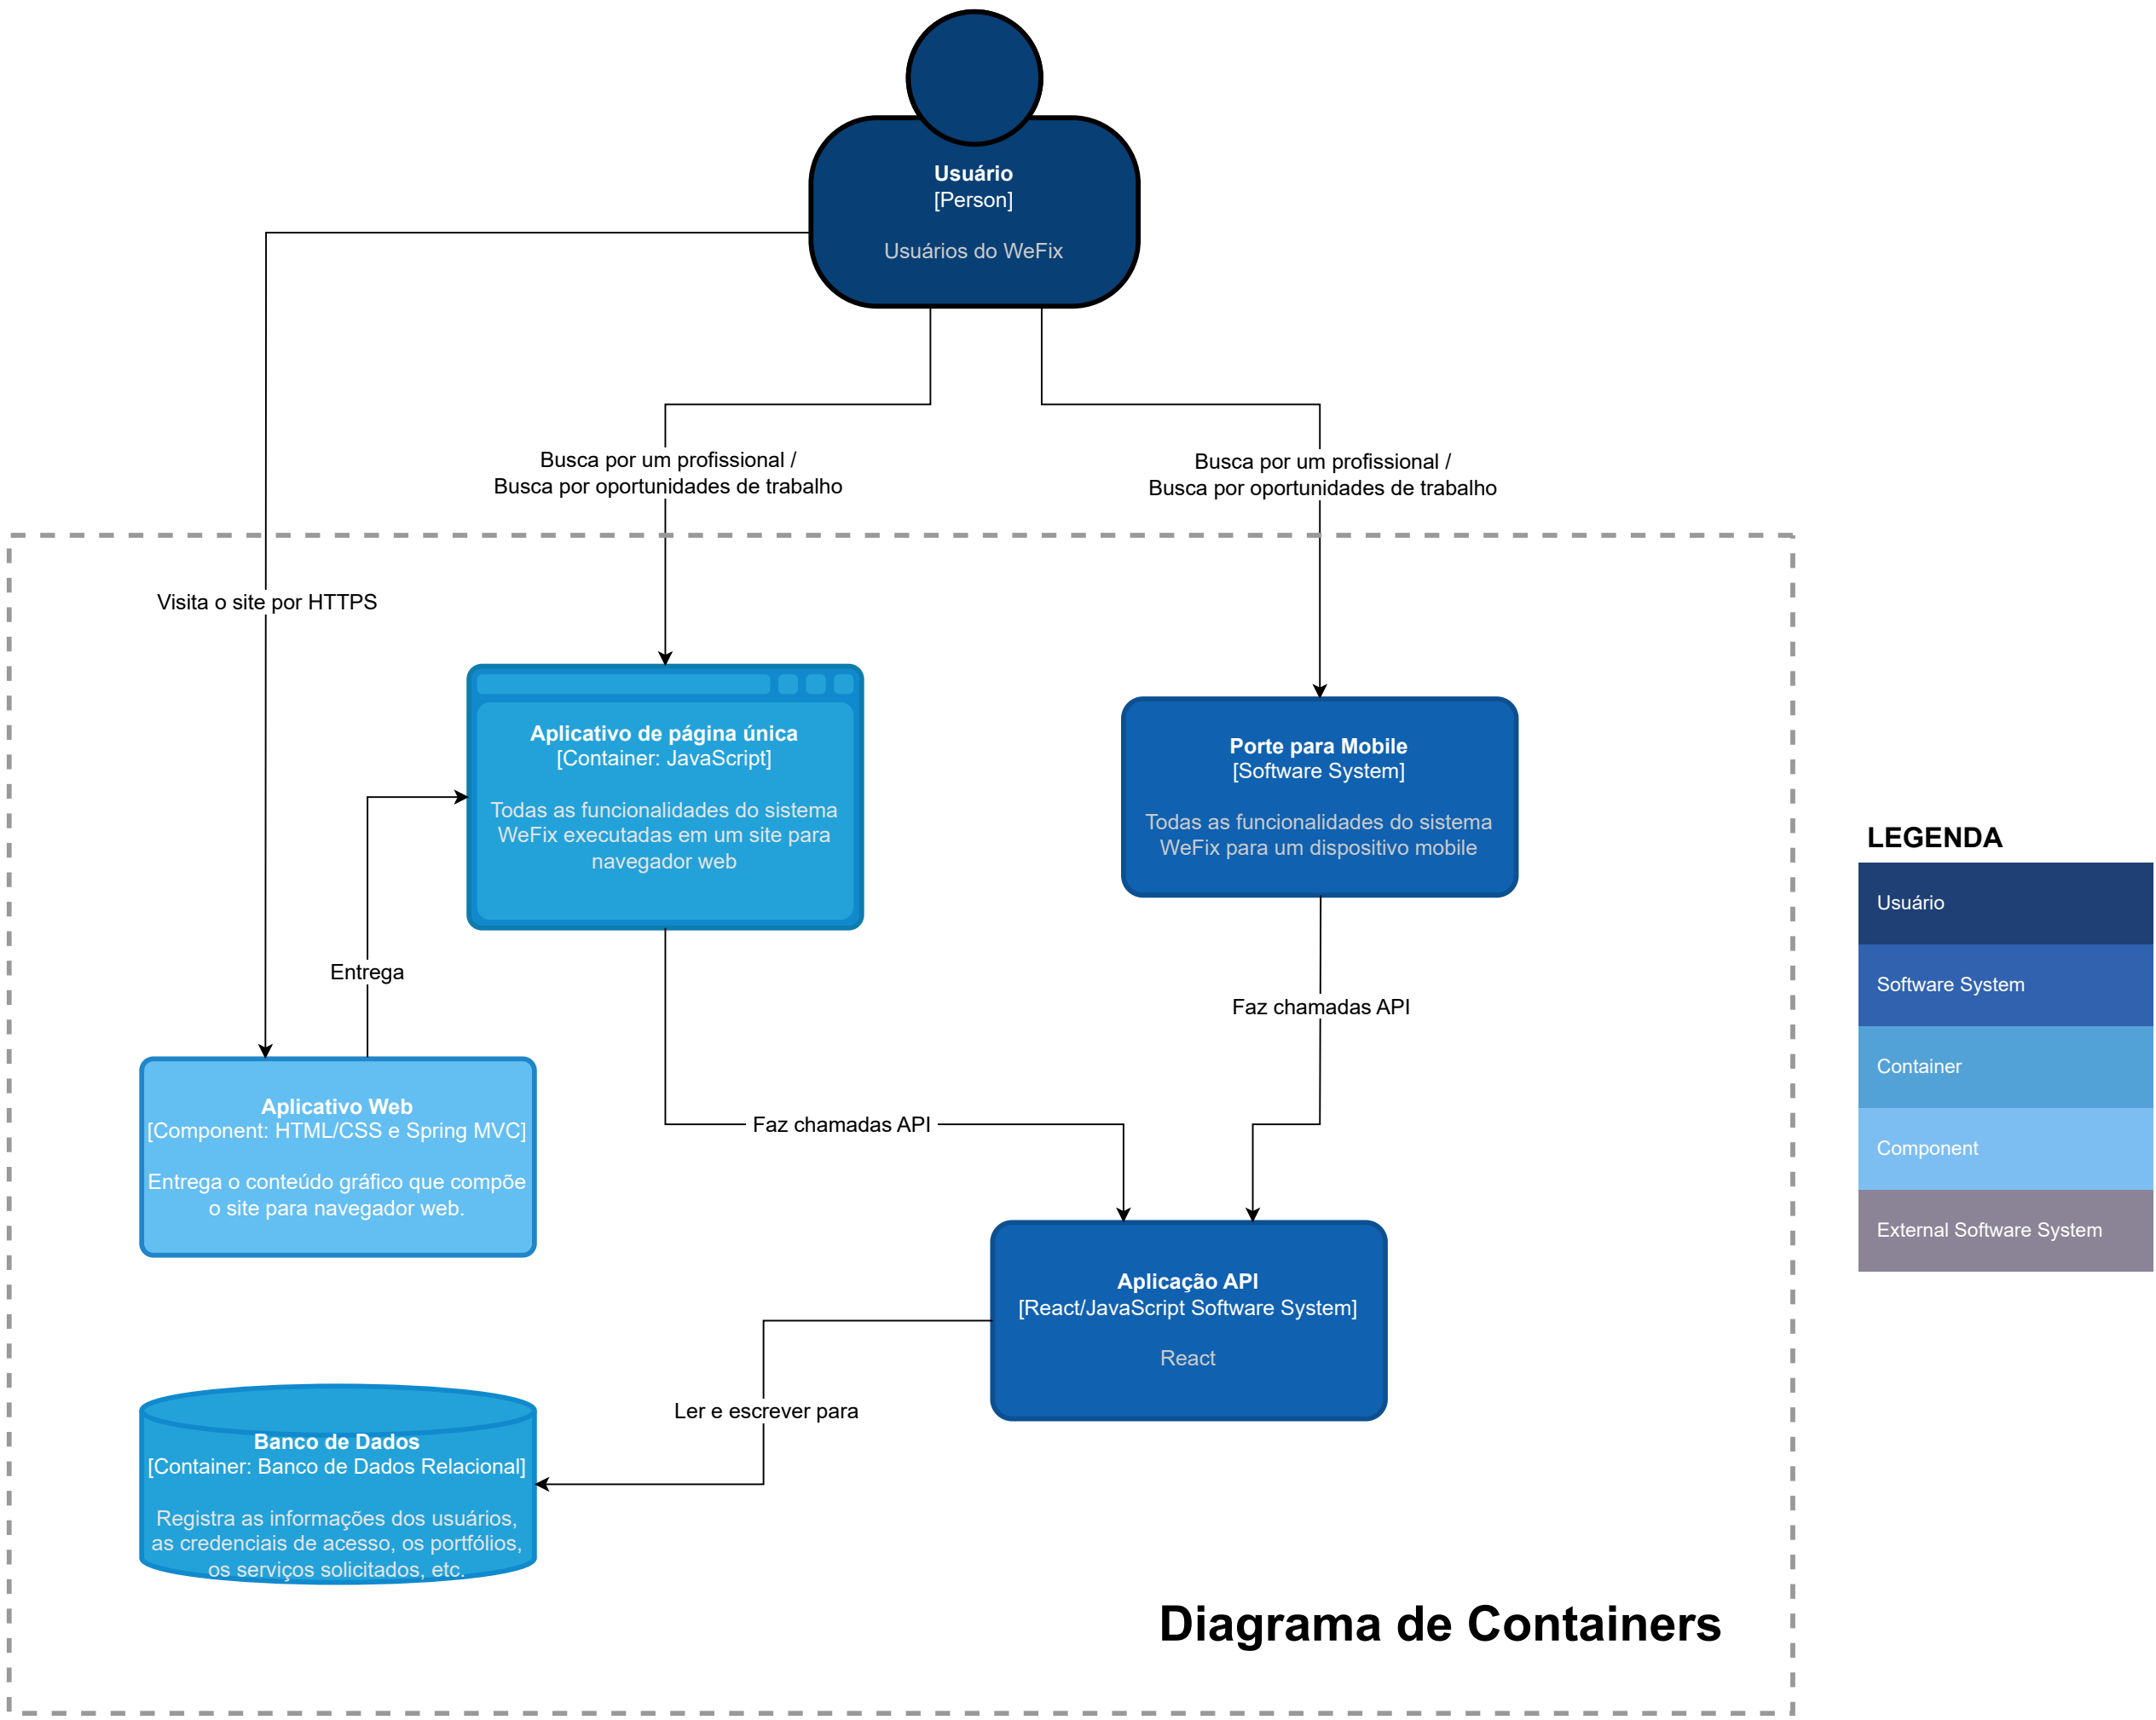 Usuário
[Person]
Usuários do WeFix
Busca por um profissional /
Busca por oportunidades de trabalho
Busca por um profissional /
Busca por oportunidades de trabalho
Visita o site por HTTPS
Aplicativo de página única
[Container: JavaScript]
Todas as funcionalidades do sistema
WeFix executadas em um site para
navegador web
Porte para Mobile
[Software System]
Todas as funcionalidades do sistema
WeFix para um dispositivo mobile
Entrega
Faz chamadas API
Aplicativo Web
[Component: HTML/CSS e Spring MVC]
Entrega o conteúdo gráfico que compõe
o site para navegador web.
Faz chamadas API
Aplicação API
[React/JavaScript Software System]
React
Ler e escrever para
Banco de Dados
[Container: Banco de Dados Relacional]
Registra as informações dos usuários,
as credenciais de acesso, os portfólios,
os serviços solicitados, etc.
Diagrama de Containers
LEGENDA
Usuário
Software System
Container
Component
External Software System